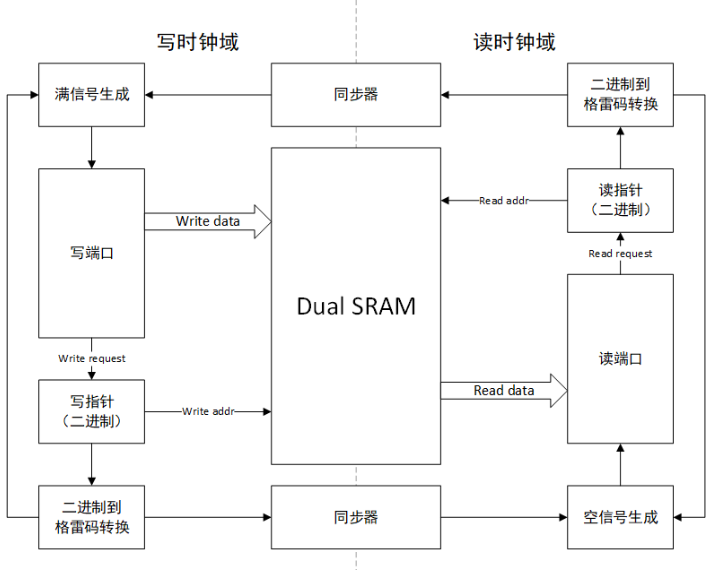 写时钟域
读时钟域
满信号生成
同步器
二进制到
格雷码转换
写端口
Write data
Dual SRAM
Read addr
读指针
（二进制）
Read request
读端口
Write request
写指针
（二进制）
Write addr
Read data
二进制到
格雷码转换
同步器
空信号生成